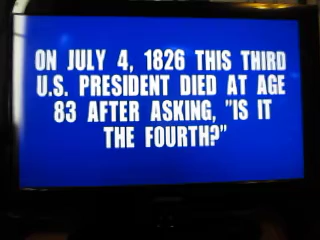 ON JULY 4, 1826 THIS THIRD
U.S. PRESIDENT DIED AT AGE
83 AFTER ASKING, "IS IT
THE FOURTH?"